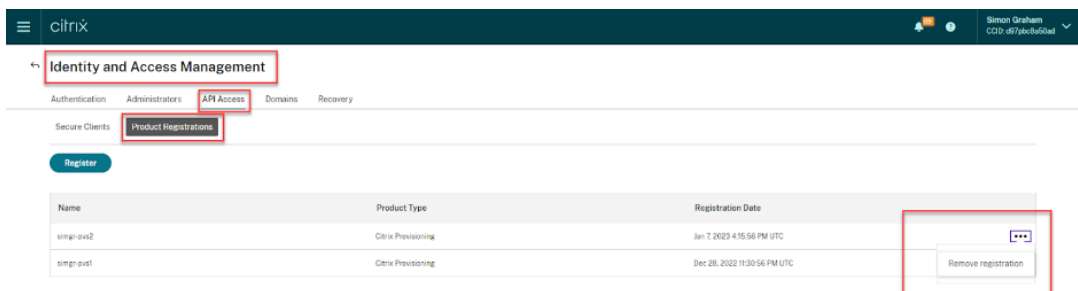 citrix
Simon Graham
CCID: d97pbc8a50ad
Identity and Access Management
Authentication Administrators API Access Domains Recovery
Secure Clients Product Registrations
Register
Name Product Type Registration Date
simgr-pvs2 Citrix Provisioning Jan 7, 2023 4:15:56 PM UTC
simgr-pvs1 Citrix Provisioning Dec 28, 2022 11:30:56 PM UTC
Remove registration